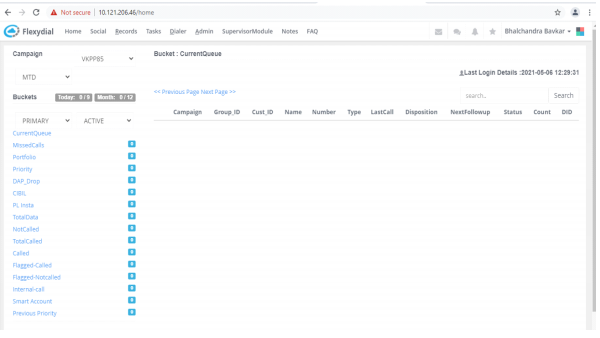 Not secure | 10.121.206.46/home
Flexydial Home Social Records Tasks Dialer Admin SupervisorModule Notes FAQ Bhalchandra Bavkar
Campaign VKPP85
MTD
Buckets Today: 0 / 9 Month: 0 / 12
PRIMARY ACTIVE
CurrentQueue
MissedCalls 0
Portfolio 0
Priority 0
DAP_Drop 0
CIBIL 0
PL Insta 0
TotalData 0
NotCalled 0
TotalCalled 0
Called 0
Flagged-Called 0
Flagged-Notcalled 0
Internal-call 0
Smart Account 0
Previous Priority 0
Bucket : CurrentQueue
Last Login Details :2021-05-06 12:29:31
<< Previous Page Next Page >>
search.. Search
Campaign Group_ID Cust_ID Name Number Type LastCall Disposition NextFollowup Status Count DID